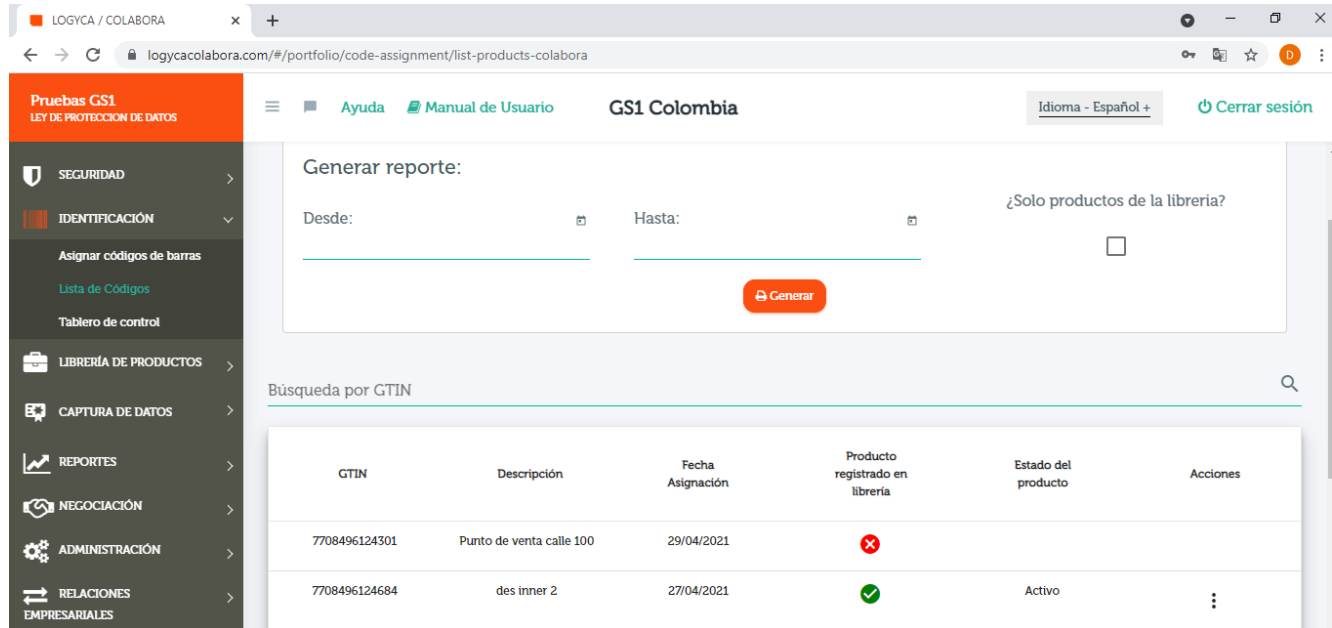 LOGYCA / COLABORA
logycacolabora.com/#/portfolio/code-assignment/list-products-colabora
D
Pruebas GS1
LEY DE PROTECCION DE DATOS
Ayuda
Manual de Usuario
GS1 Colombia
Idioma - Español +
Cerrar sesión
SEGURIDAD
IDENTIFICACIÓN
Asignar códigos de barras
Lista de Códigos
Tablero de control
LIBRERÍA DE PRODUCTOS
CAPTURA DE DATOS
REPORTES
NEGOCIACIÓN
ADMINISTRACIÓN
RELACIONES
EMPRESARIALES
Generar reporte:
Desde:
Hasta:
¿Solo productos de la libreria?
Generar
Búsqueda por GTIN
GTIN
Descripción
Fecha
Asignación
Producto
registrado en
librería
Estado del
producto
Acciones
7708496124301 Punto de venta calle 100 29/04/2021
7708496124684 des inner 2 27/04/2021 Activo